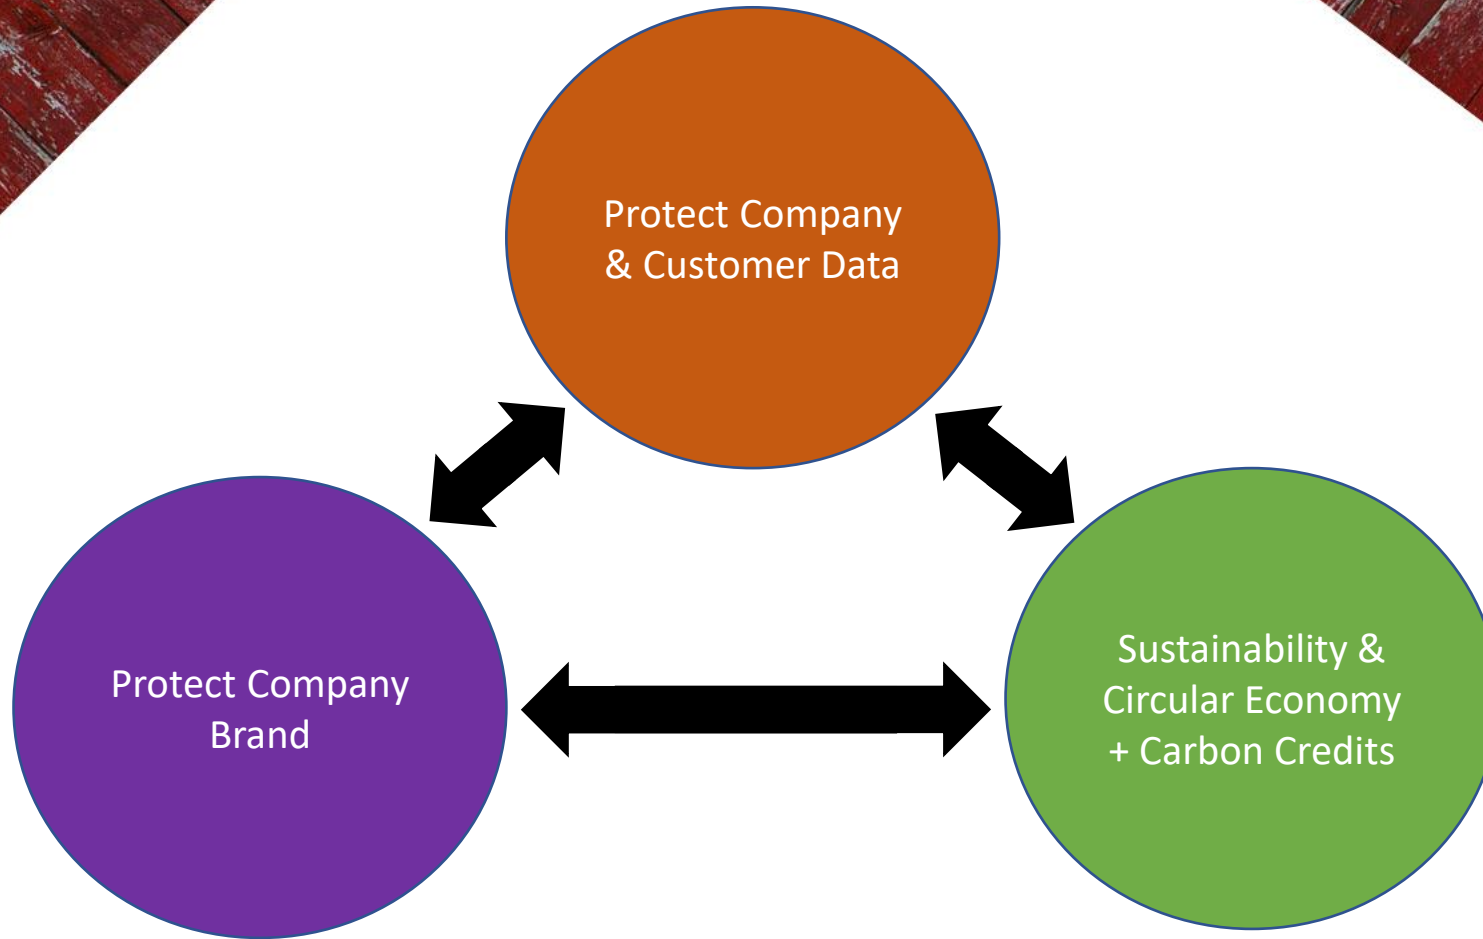 Protect Company
& Customer Data
Protect Company
Brand
Sustainability &
Circular Economy
+ Carbon Credits